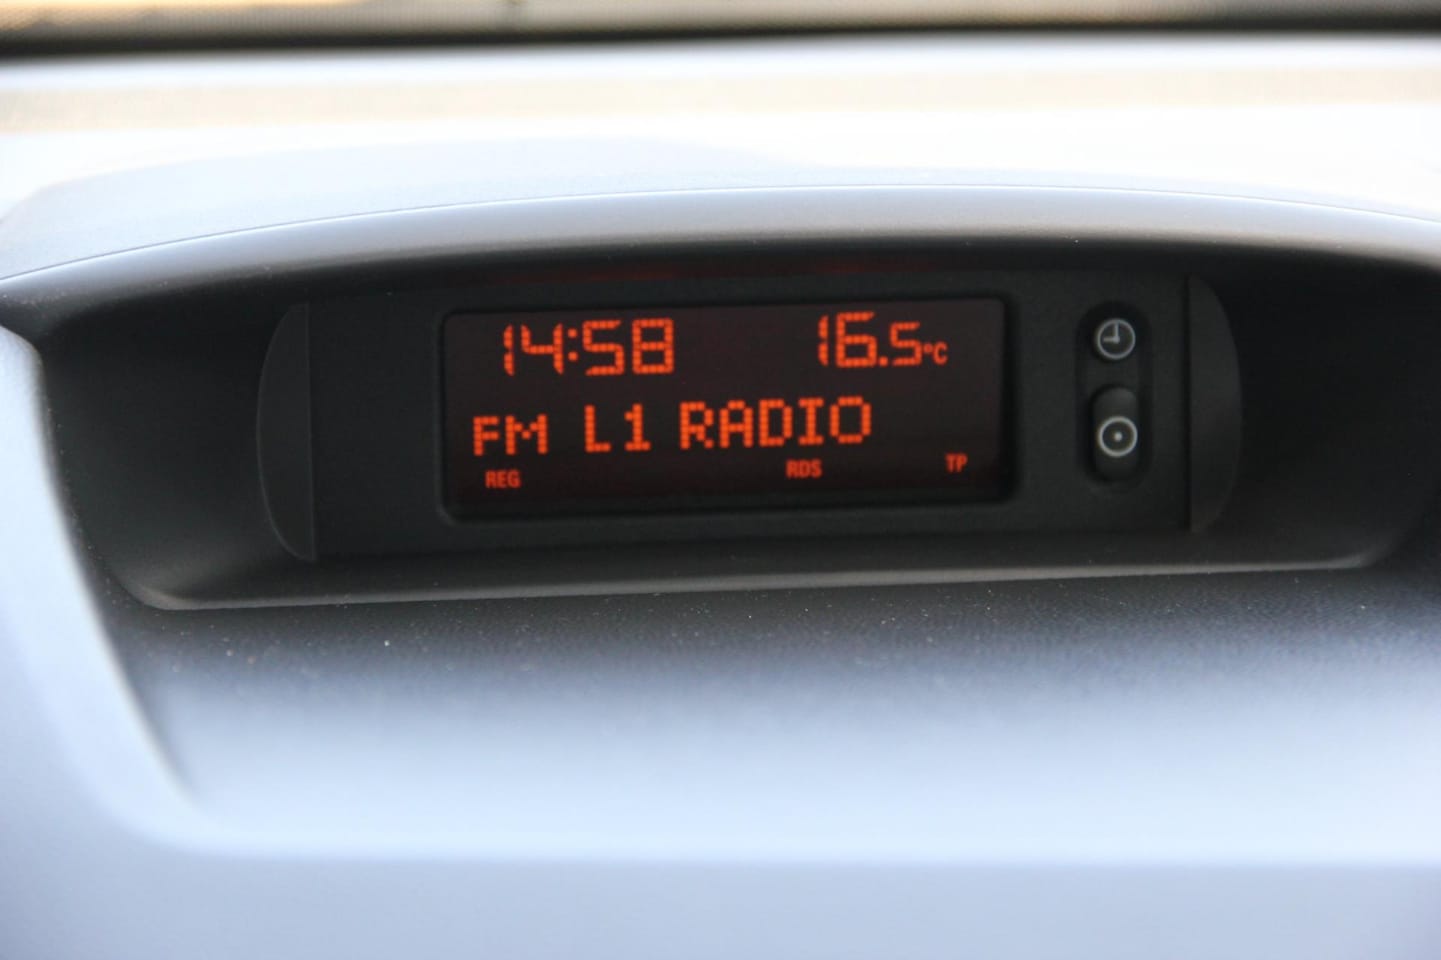 14:58 16.5°C
FM L1 RADIO
REG RDS TP